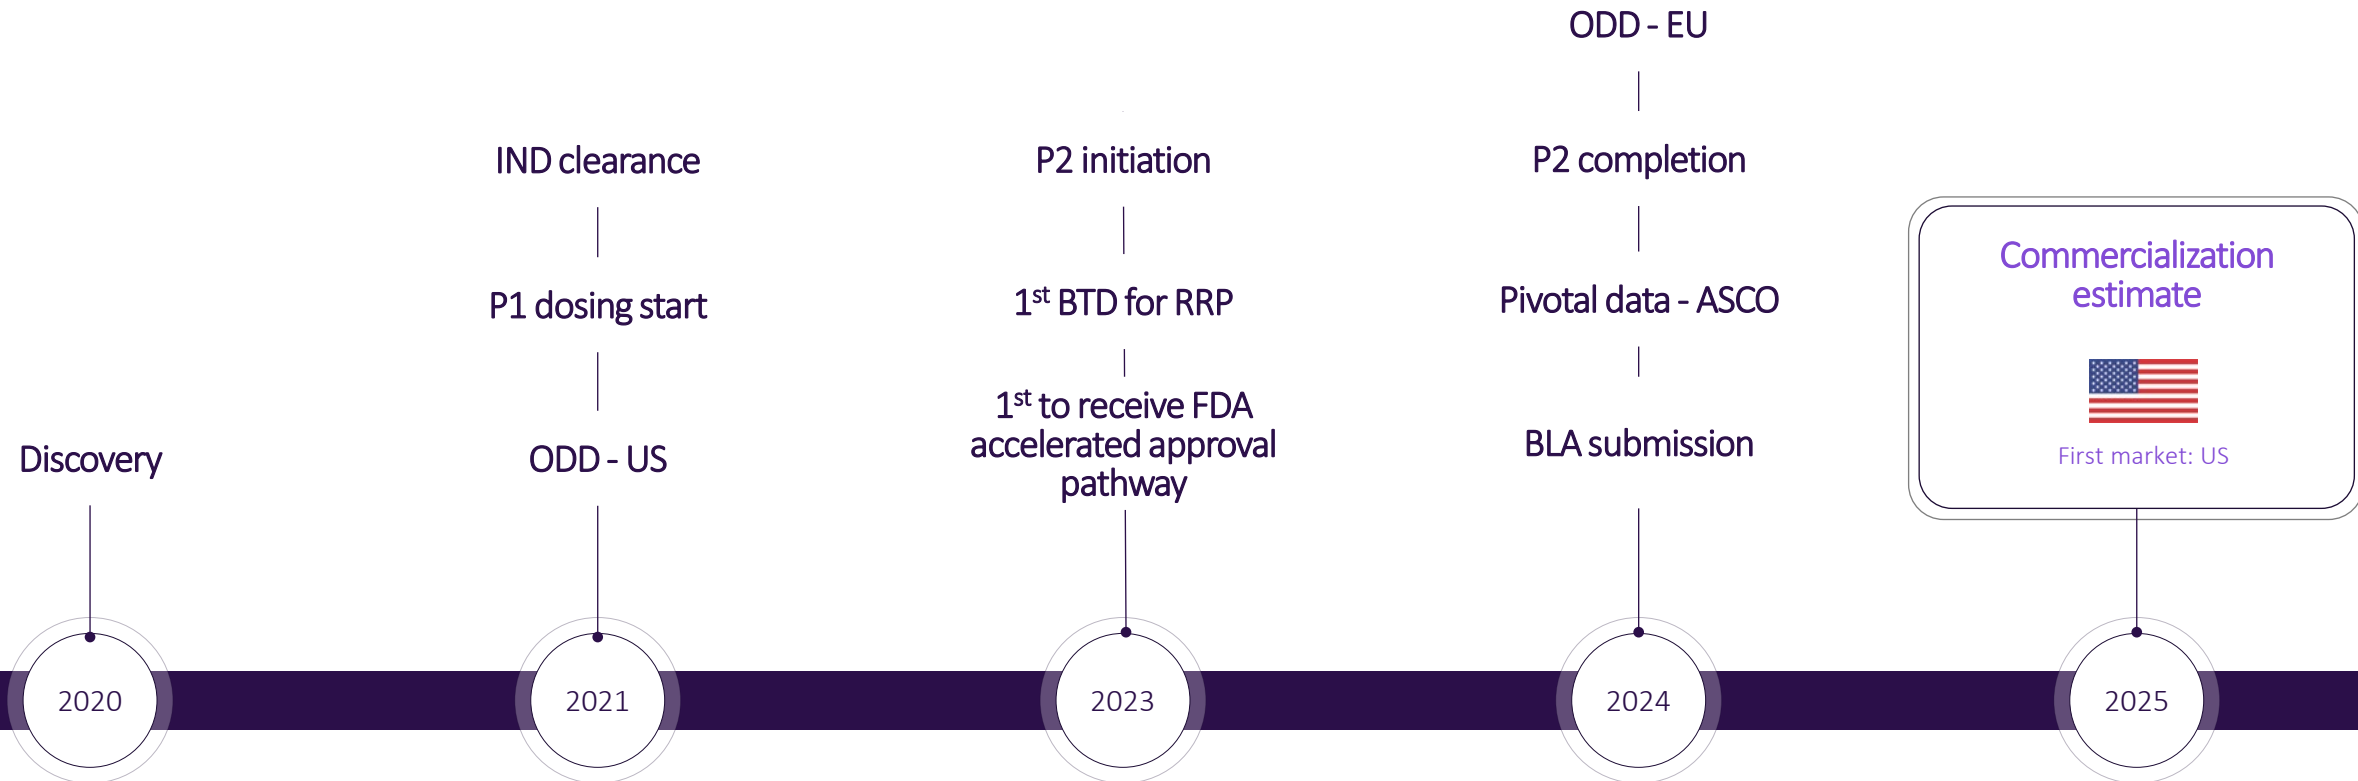 Discovery
2020
IND clearance
P1 dosing start
ODD - US
2021
P2 initiation
1st BTD for RRP
1st to receive FDA
accelerated approval
pathway
2023
ODD - EU
P2 completion
Pivotal data - ASCO
BLA submission
2024
Commercialization
estimate
First market: US
2025